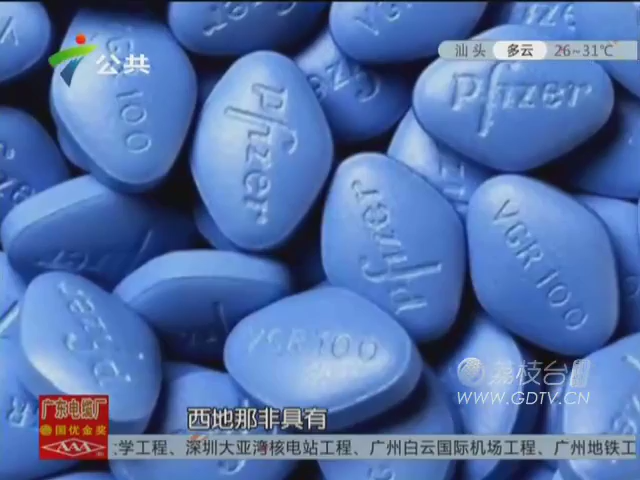 公共
汕头 多云 26~31℃
100
Pfizer
Pfizer
Pfizer
VGR 100
Pfizer
VGR 100
荔枝台
WWW.GDTV.CN
广东电缆厂
国优金奖
AAA
西地那非具有
学工程、深圳大亚湾核电站工程、广州白云国际机场工程、广州地铁工